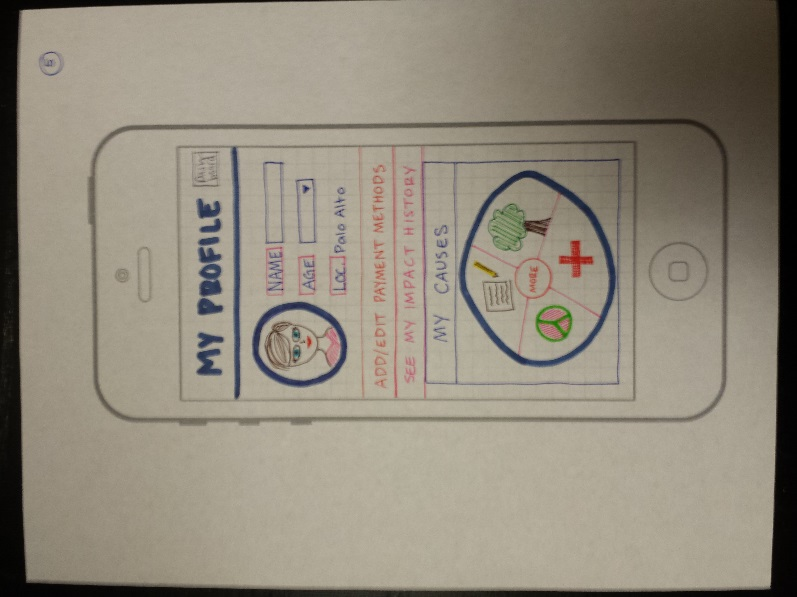 5
MY PROFILE
NAME
AGE
LOC. Palo Alto
ADD/EDIT PAYMENT METHODS
SEE MY IMPACT HISTORY
MY CAUSES
MORE